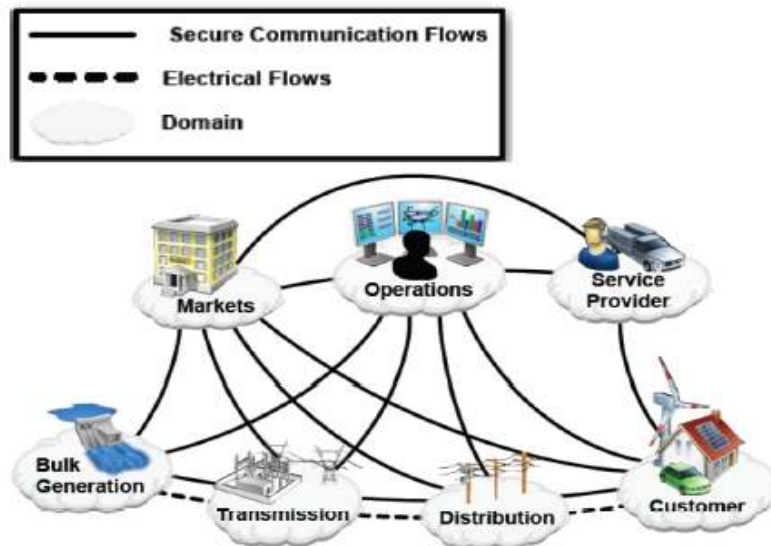 Secure Communication Flows
Electrical Flows
Domain
Markets
Operations
Service
Provider
Bulk
Generation
Transmission
Distribution
Customer